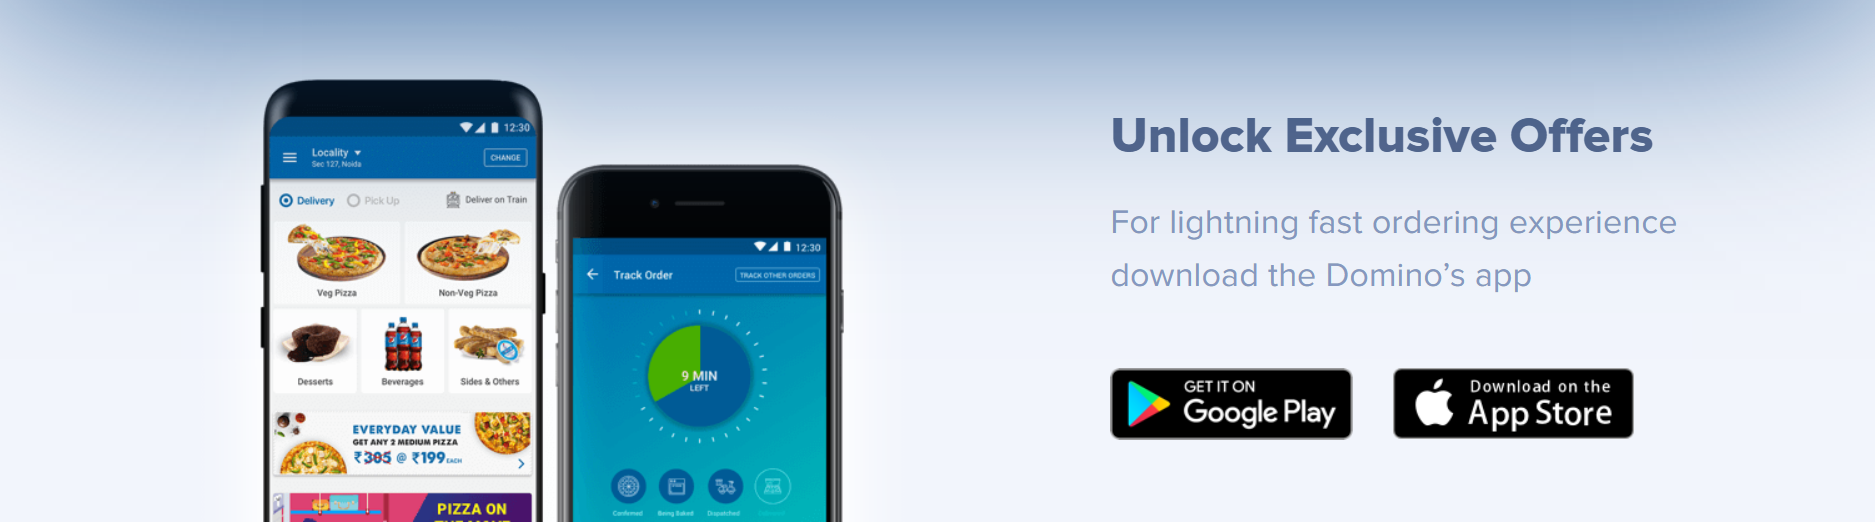 12:30
Locality
Sec 127, Noida
CHANGE
Delivery
Pick Up
Deliver on Train
Veg Pizza
Non-Veg Pizza
Desserts
Beverages
Sides & Others
EVERYDAY VALUE
GET ANY 2 MEDIUM PIZZA
₹305 @ ₹199 EACH
PIZZA ON
12:30
Track Order
TRACK OTHER ORDERS
9 MIN
LEFT
Confirmed
Being Baked
Dispatched
Unlock Exclusive Offers
For lightning fast ordering experience
download the Domino's app
GET IT ON
Google Play
Download on the
App Store